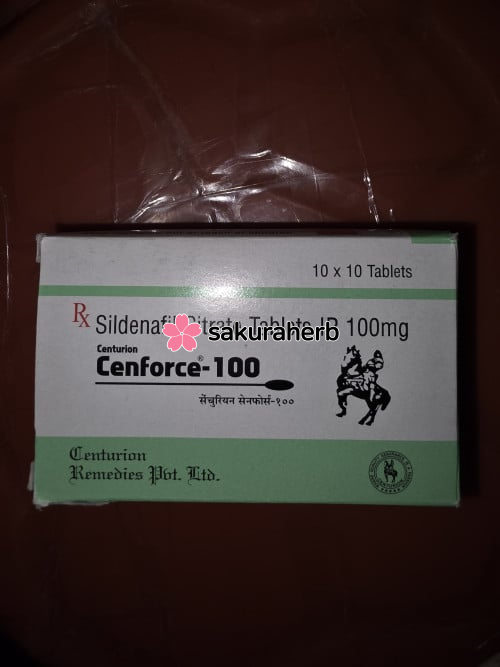 10 x 10 Tablets
Rx Sildenafil Citrate Tablets IP 100mg
sakuraherb
Centurion
Cenforce®-100
सेंचुरियन सेनफोर्स-१००
Centurion
Remedies Pvt. Ltd.